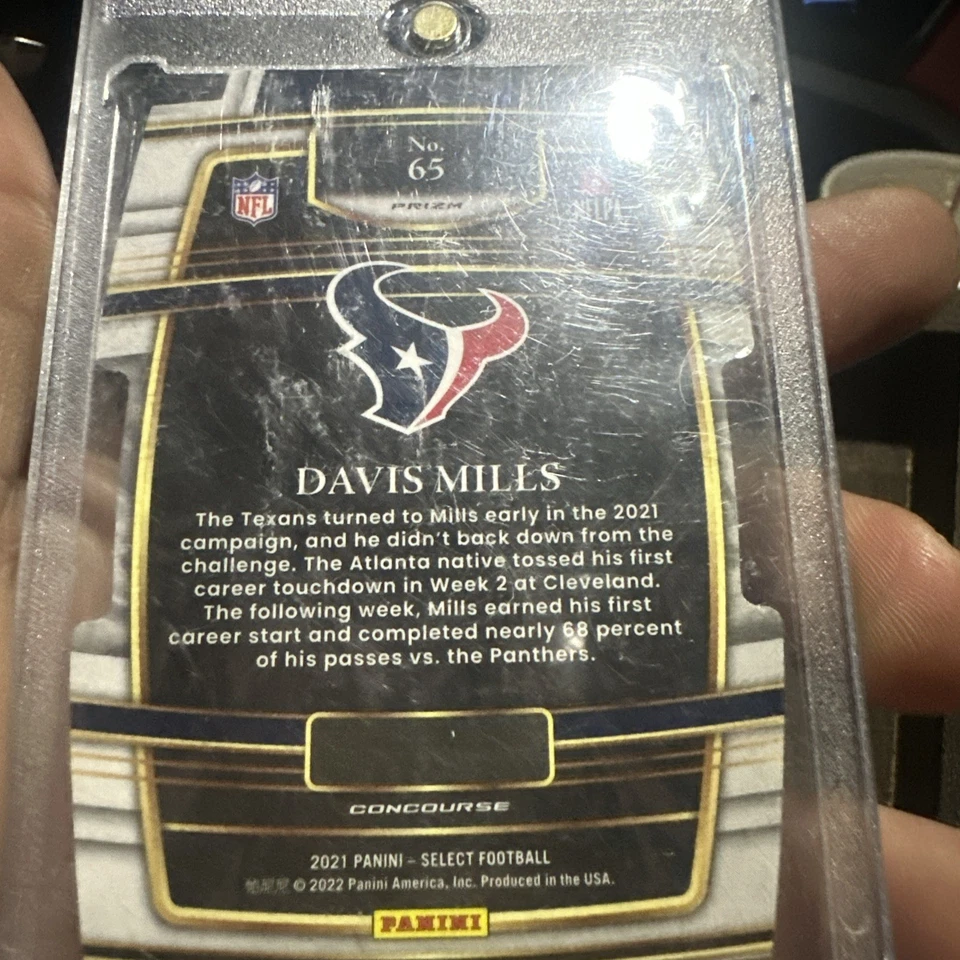 No.
65
NFL
NFLPA
PRIZM
DAVIS MILLS
The Texans turned to Mills early in the 2021
campaign, and he didn't back down from the
challenge. The Atlanta native tossed his first
career touchdown in Week 2 at Cleveland.
The following week, Mills earned his first
career start and completed nearly 68 percent
of his passes vs. the Panthers.
CONCOURSE
2021 PANINI – SELECT FOOTBALL
© 2022 Panini America, Inc. Produced in the USA.
PANINI